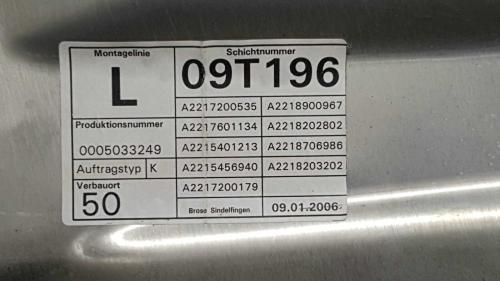 Montagelinie Schichtnummer
L 09T196
A2217200535 A2218900967
Produktionsnummer A2217601134 A2218202802
0005033249 A2215401213 A2218706986
Auftragstyp K A2215456940 A2218203202
Verbauort A2217200179
50 Brose Sindelfingen 09.01.2006